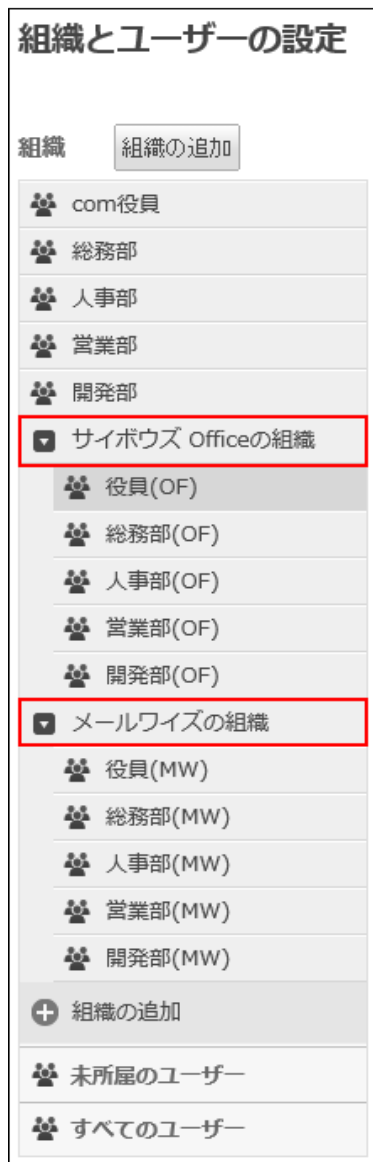 組織とユーザーの設定
組織 組織の追加
com役員
総務部
人事部
営業部
開発部
サイボウズ Officeの組織
役員(OF)
総務部(OF)
人事部(OF)
営業部(OF)
開発部(OF)
メールワイズの組織
役員(MW)
総務部(MW)
人事部(MW)
営業部(MW)
開発部(MW)
組織の追加
未所属のユーザー
すべてのユーザー